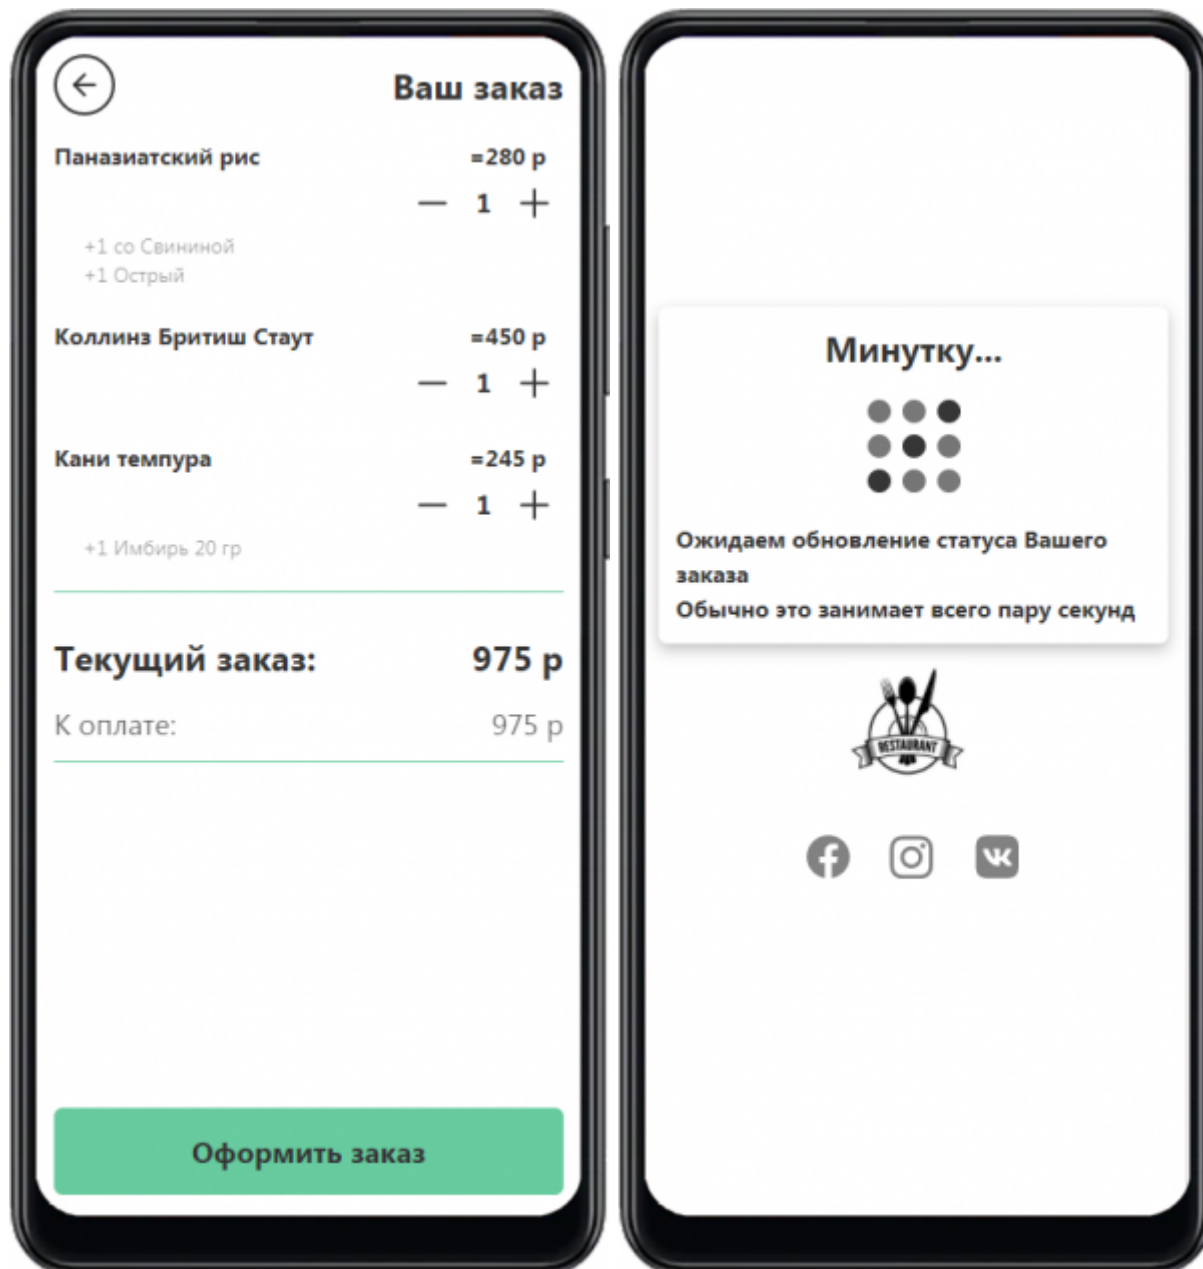 Ваш заказ
Паназиатский рис =280 р
— 1 +
+1 со Свининой
+1 Острый
Коллинз Бритиш Стаут =450 р
— 1 +
Кани темпура =245 р
— 1 +
+1 Имбирь 20 гр
Текущий заказ: 975 р
К оплате: 975 р
Оформить заказ
Минутку...
Ожидаем обновление статуса Вашего
заказа
Обычно это занимает всего пару секунд
RESTAURANT